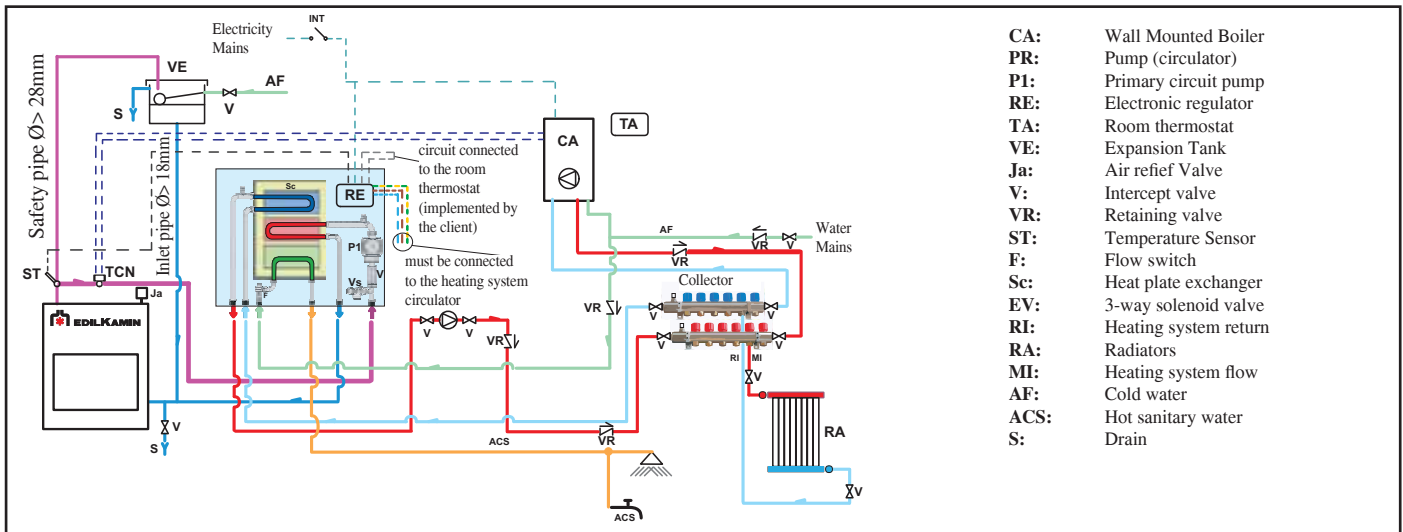 INT
Electricity
Mains
VE
AF
V
S
Safety pipe Ø> 28mm
Inlet pipe Ø> 18mm
CA
TA
circuit connected
to the room
thermostat
(implemented by
the client)
must be connected
to the heating system
circulator
Sc
RE
P1
V
Vs
F
ST
TCN
Ja
EDILKAMIN
V
S
AF
VR
V
Water
Mains
VR
Collector
V
V
V
V
RI
MI
V
V
VR
VR
ACS
V
RA
V
ACS
CA: Wall Mounted Boiler
PR: Pump (circulator)
P1: Primary circuit pump
RE: Electronic regulator
TA: Room thermostat
VE: Expansion Tank
Ja: Air refief Valve
V: Intercept valve
VR: Retaining valve
ST: Temperature Sensor
F: Flow switch
Sc: Heat plate exchanger
EV: 3-way solenoid valve
RI: Heating system return
RA: Radiators
MI: Heating system flow
AF: Cold water
ACS: Hot sanitary water
S: Drain
VR